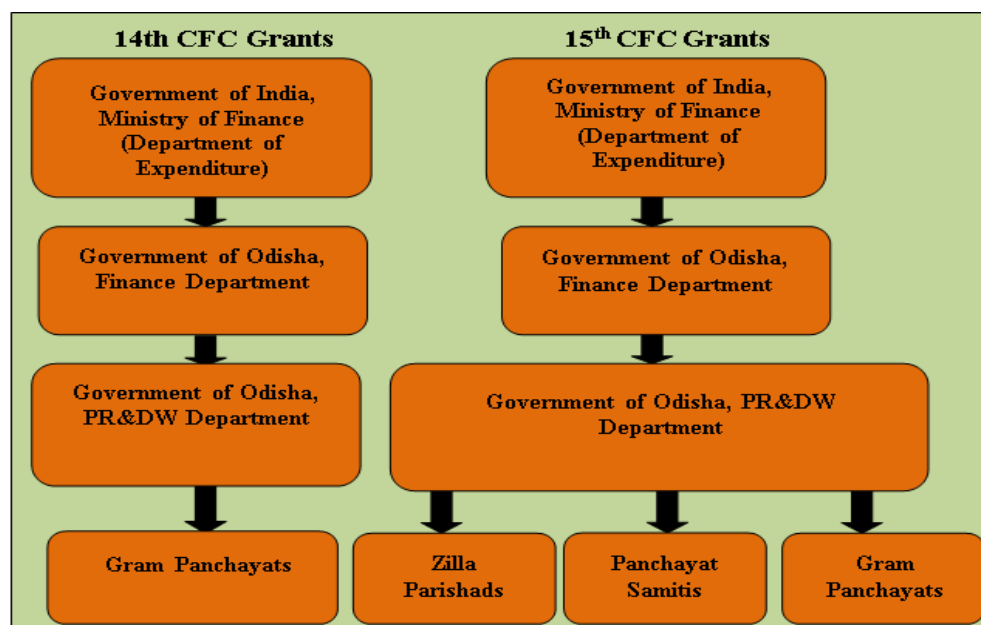 14th CFC Grants
Government of India,
Ministry of Finance
(Department of
Expenditure)
Government of Odisha,
Finance Department
Government of Odisha,
PR&DW Department
Gram Panchayats
15th CFC Grants
Government of India,
Ministry of Finance
(Department of
Expenditure)
Government of Odisha,
Finance Department
Government of Odisha, PR&DW
Department
Zilla
Parishads
Panchayat
Samitis
Gram
Panchayats